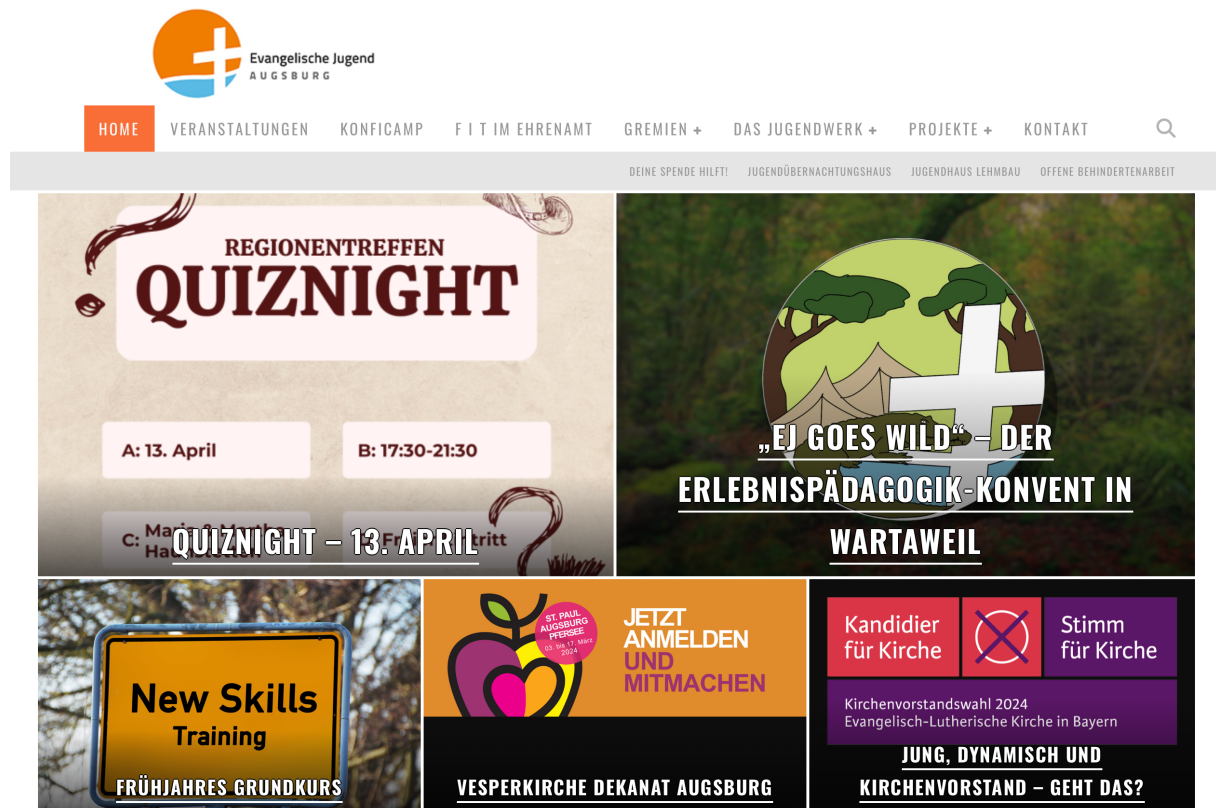 Evangelische Jugend
AUGSBURG
HOME VERANSTALTUNGEN KONFICAMP F I T IM EHRENAMT GREMIEN + DAS JUGENDWERK + PROJEKTE + KONTAKT
DEINE SPENDE HILFT! JUGENDÜBERNACHTUNGSHAUS JUGENDHAUS LEHMBAU OFFENE BEHINDERTENARBEIT
REGIONENTREFFEN
QUIZNIGHT
A: 13. April
B: 17:30-21:30
C: Maria & Martha
QUIZNIGHT – 13. APRIL
„EJ GOES WILD“ – DER
ERLEBNISPÄDAGOGIK-KONVENT IN
WARTAWEIL
New Skills
Training
FRÜHJAHRES GRUNDKURS
ST. PAUL
AUGSBURG
PFERSEE
03. bis 17. März
2024
JETZT
ANMELDEN
UND
MITMACHEN
VESPERKIRCHE DEKANAT AUGSBURG
Kandidier
für Kirche
Stimm
für Kirche
Kirchenvorstandswahl 2024
Evangelisch-Lutherische Kirche in Bayern
JUNG, DYNAMISCH UND
KIRCHENVORSTAND – GEHT DAS?